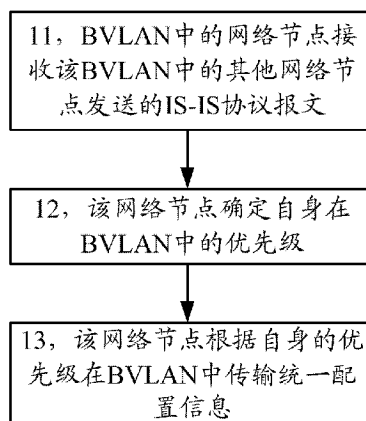 11，BVLAN中的网络节点接
收该BVLAN中的其他网络节
点发送的IS-IS协议报文
12，该网络节点确定自身在
BVLAN中的优先级
13，该网络节点根据自身的优
先级在BVLAN中传输统一配
置信息